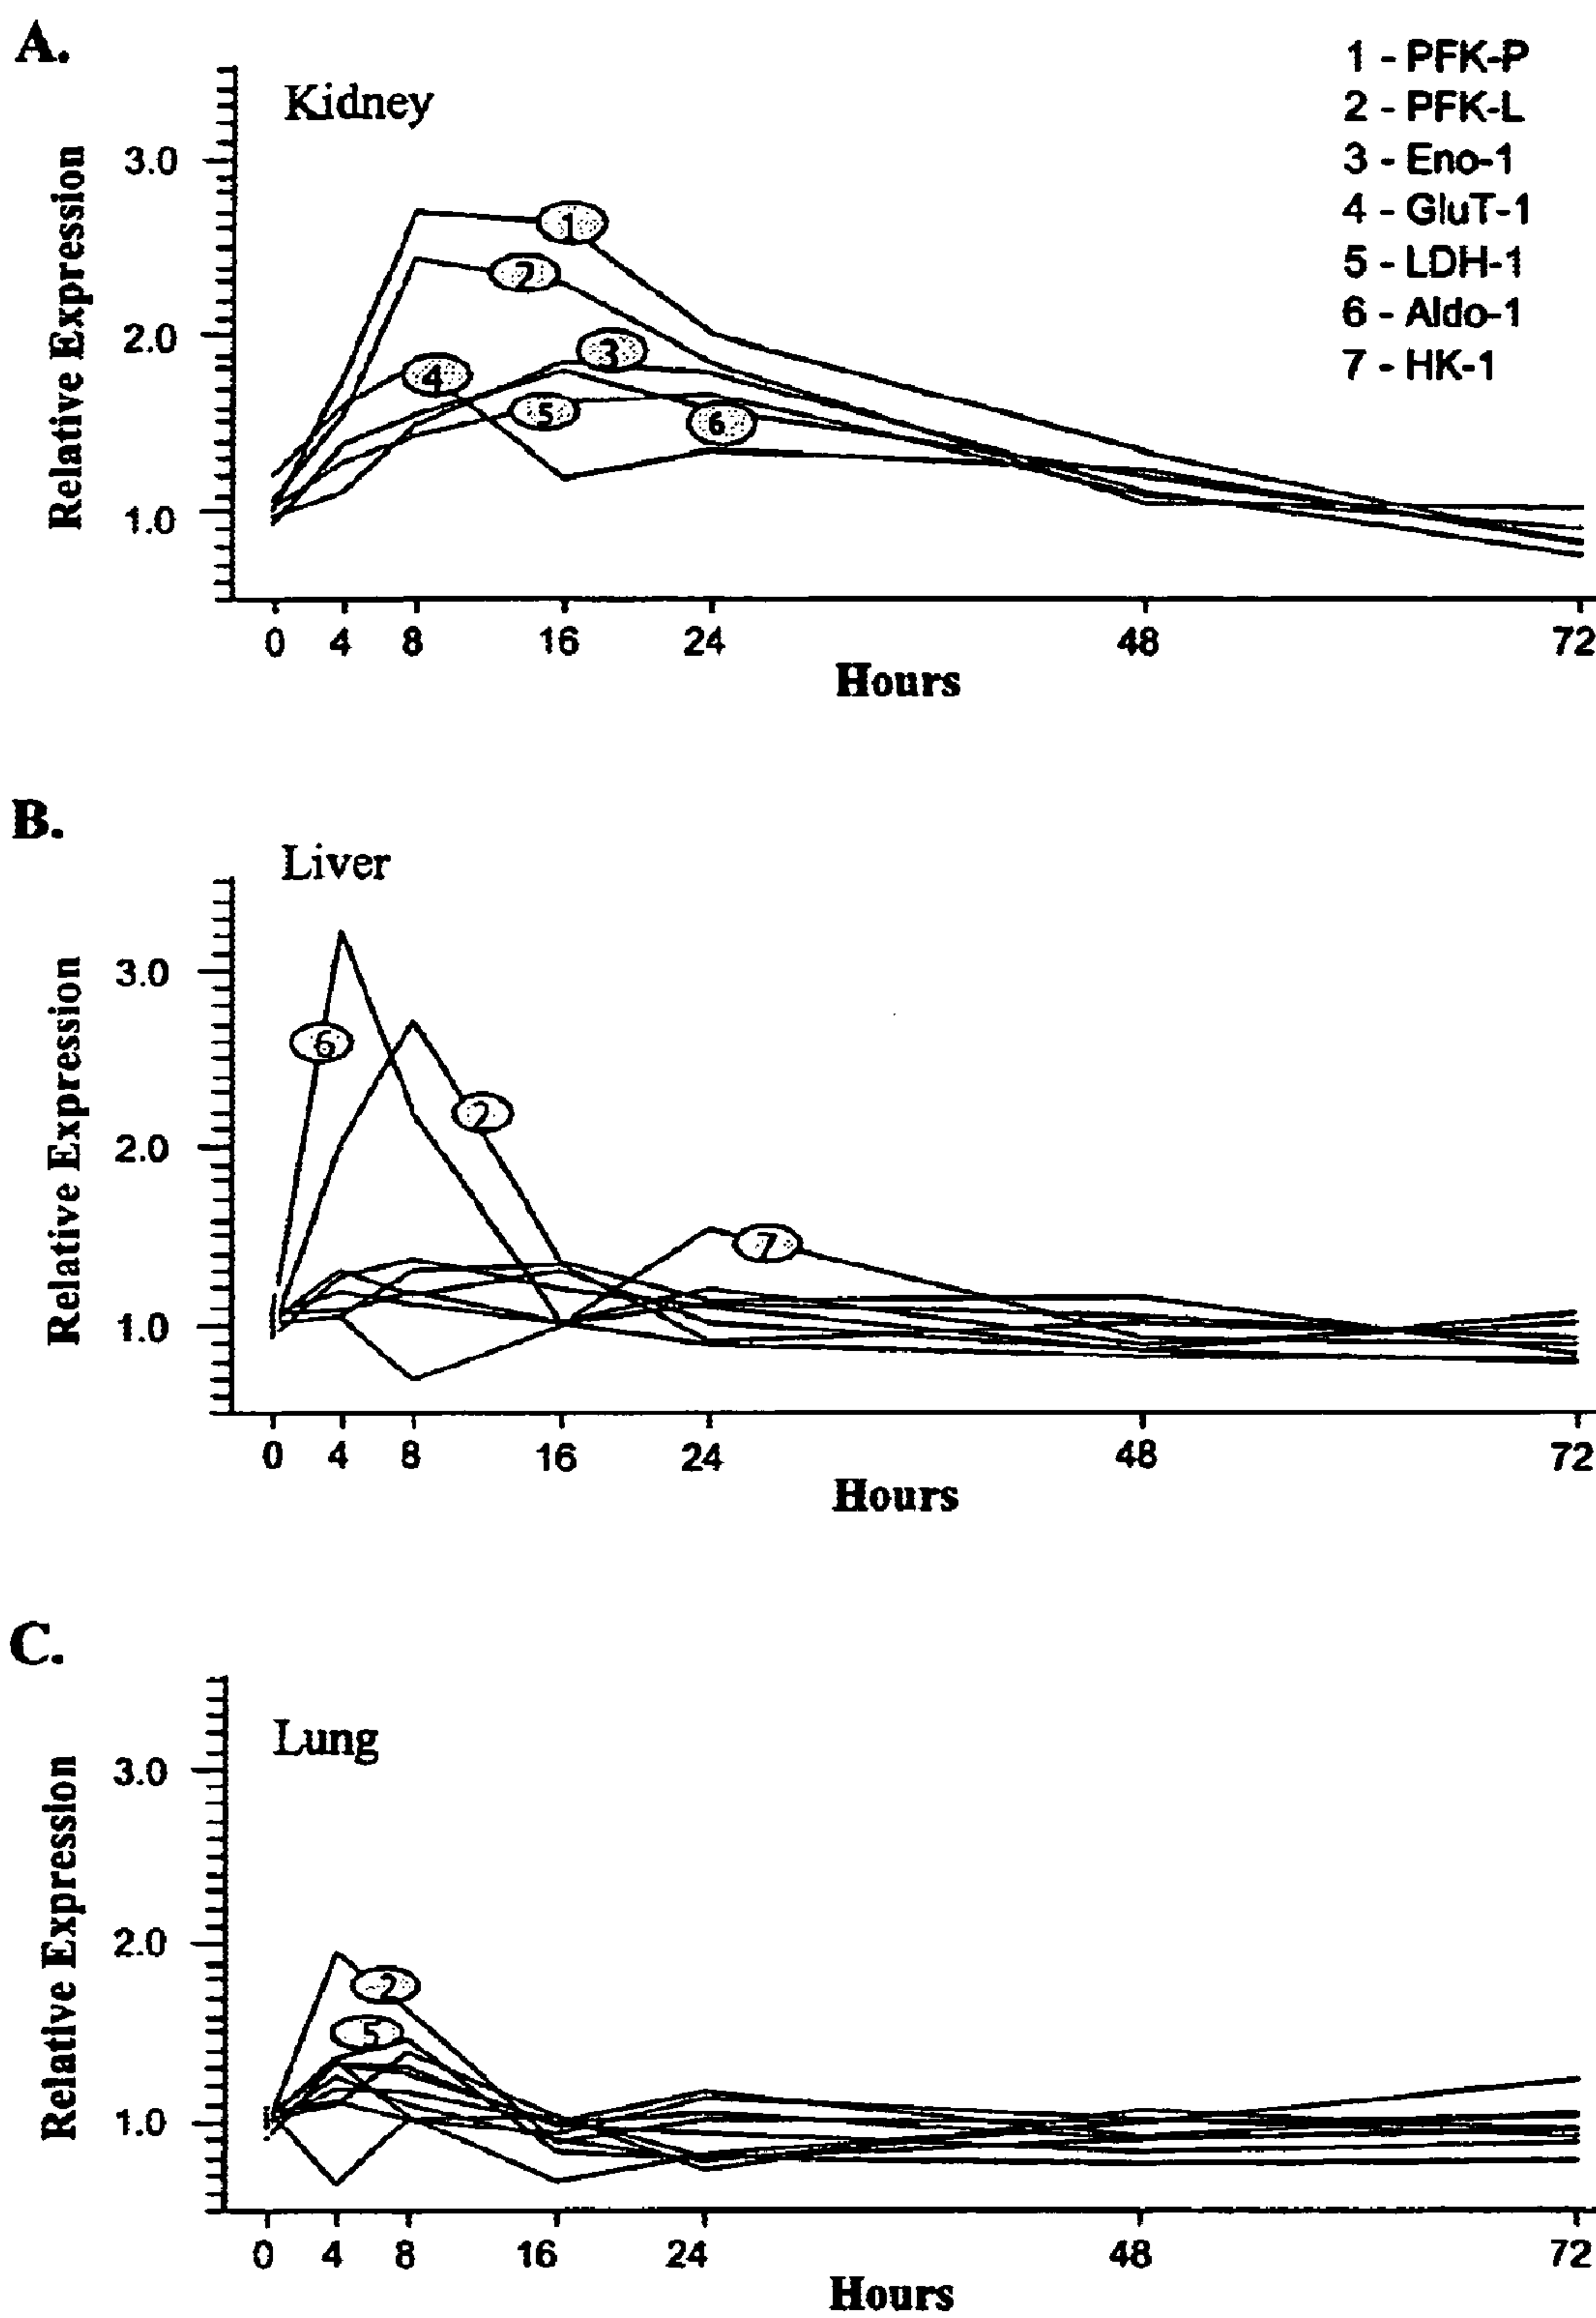 A.
Kidney
1 - PFK-P
2 - PFK-L
3 - Eno-1
4 - GluT-1
5 - LDH-1
6 - Aldo-1
7 - HK-1
Relative Expression
3.0
2.0
1.0
1
2
3
4
5
6
0 4 8 16 24 48 72
Hours
B.
Liver
Relative Expression
3.0
2.0
1.0
6
2
7
0 4 8 16 24 48 72
Hours
C.
Lung
Relative Expression
3.0
2.0
1.0
2
5
0 4 8 16 24 48 72
Hours